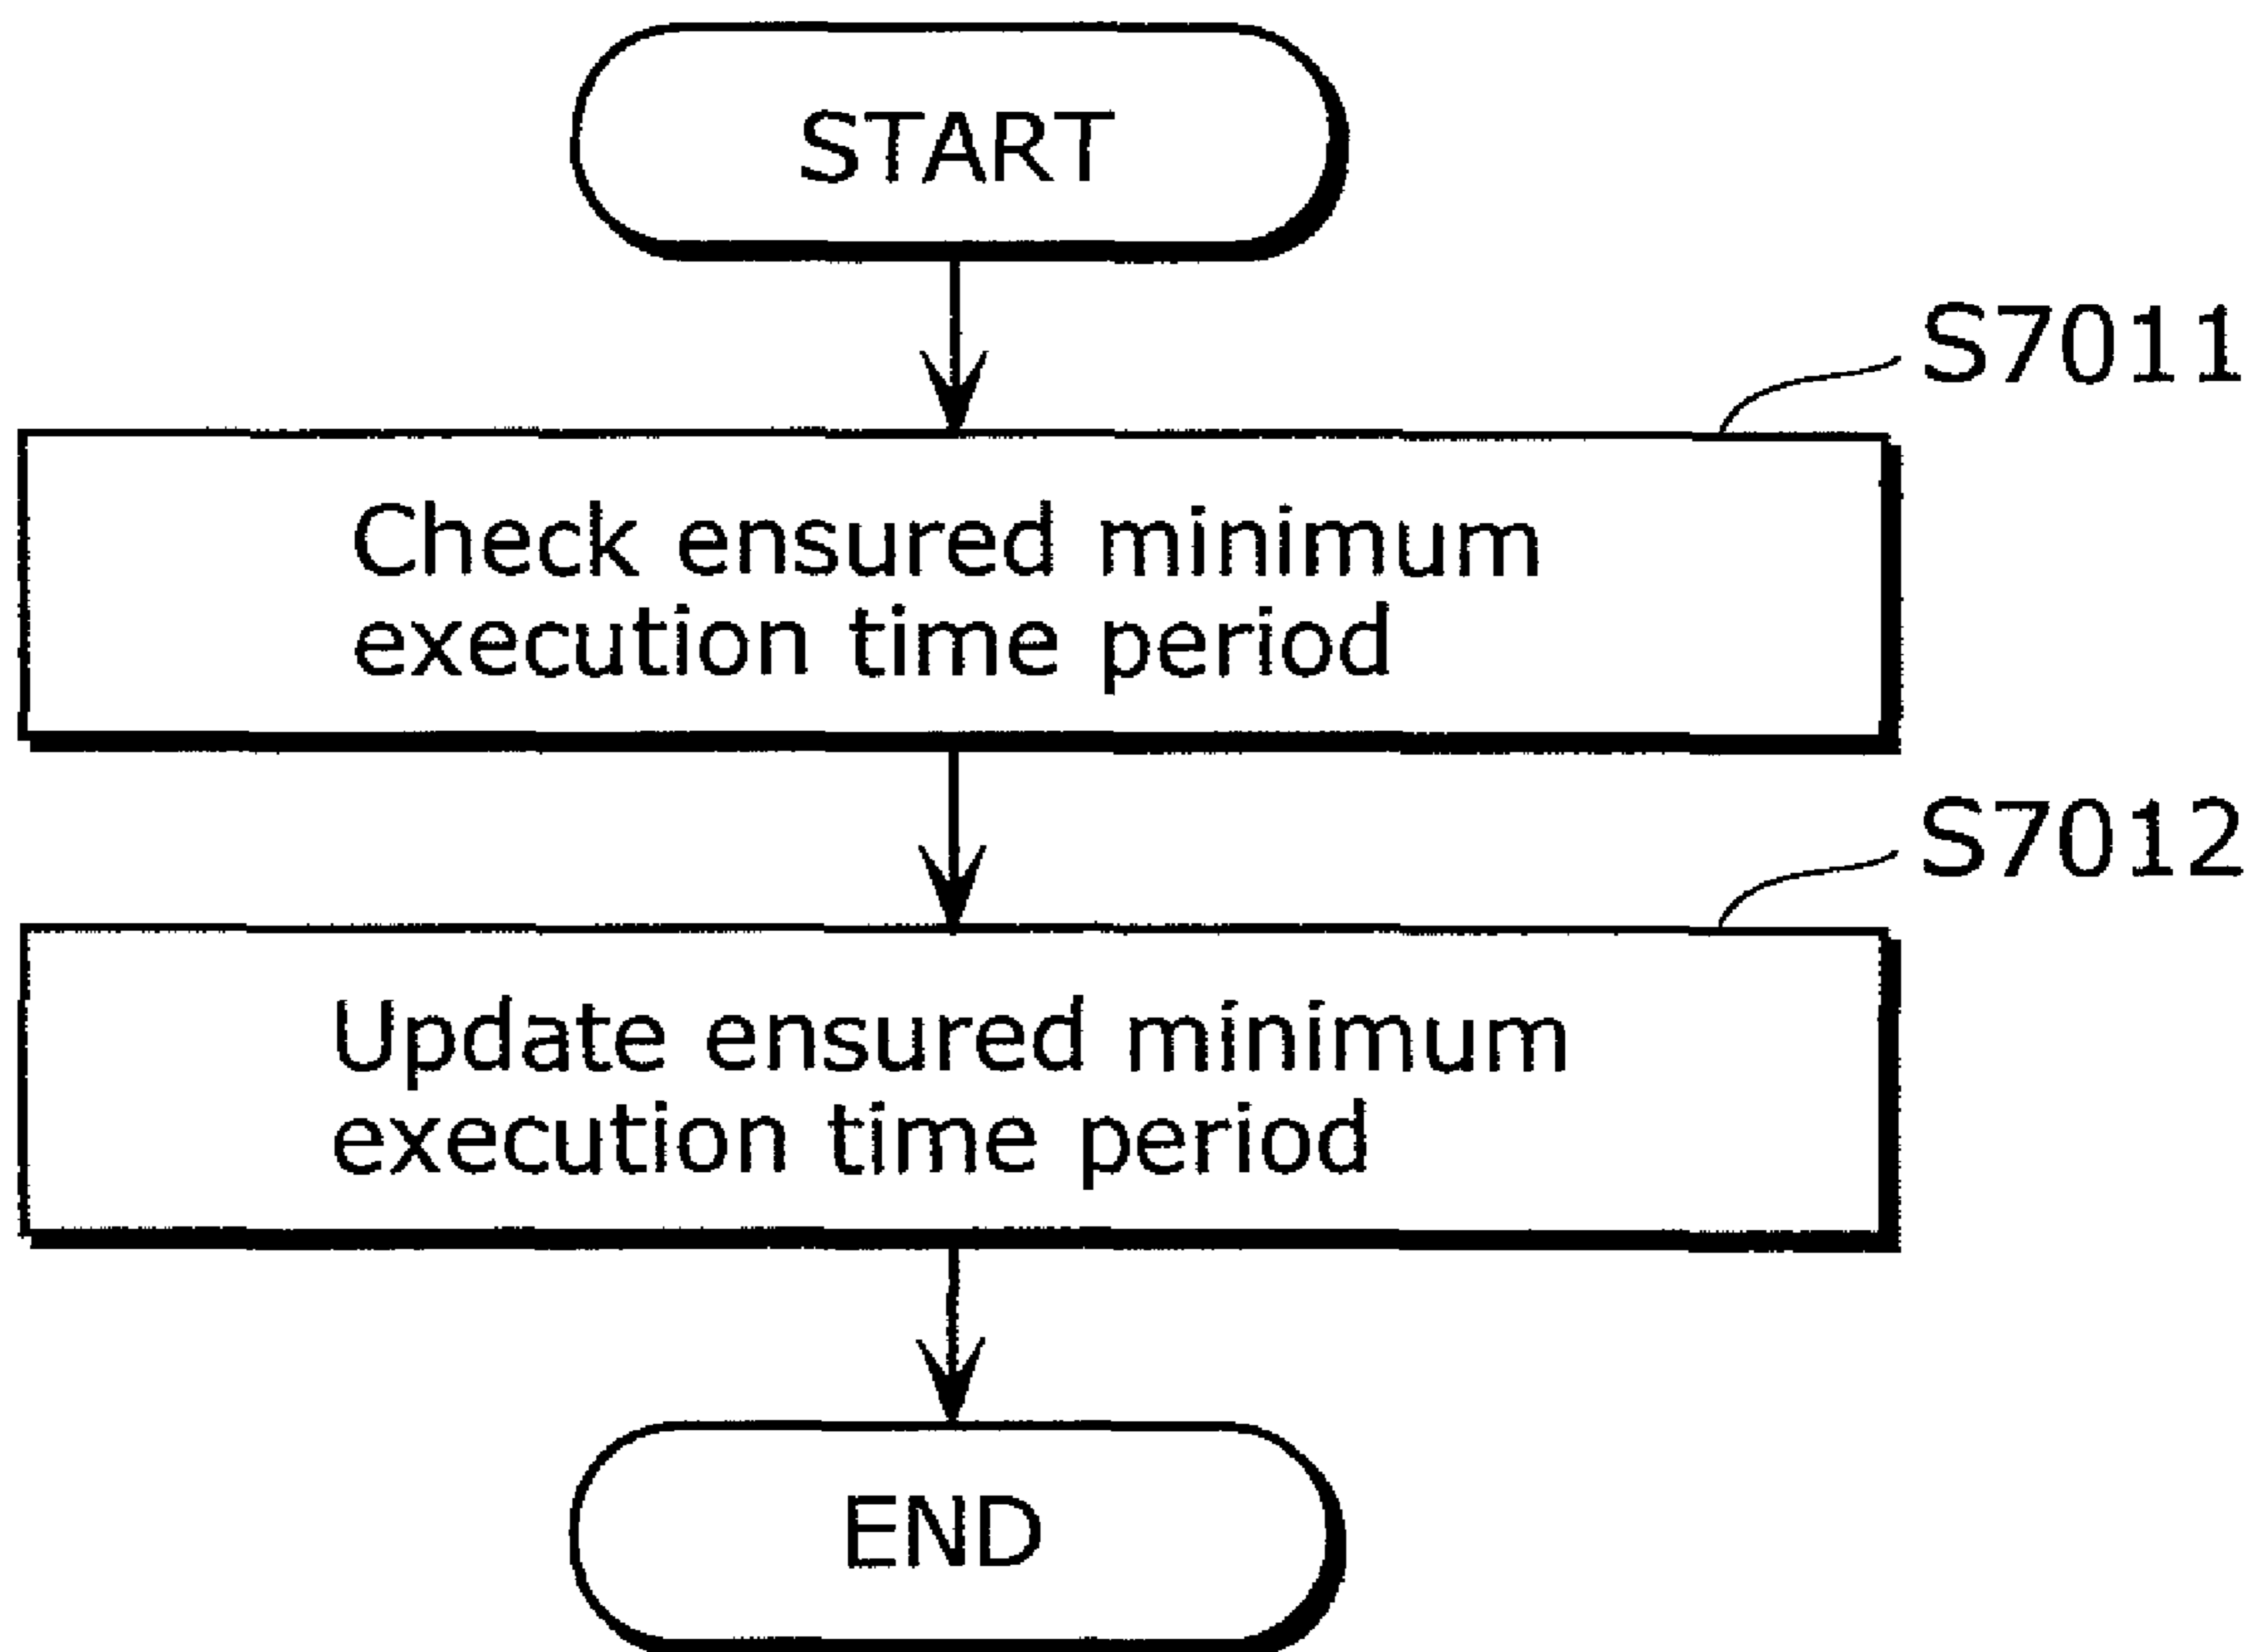 START
S7011
Check ensured minimum
execution time period
S7012
Update ensured minimum
execution time period
END